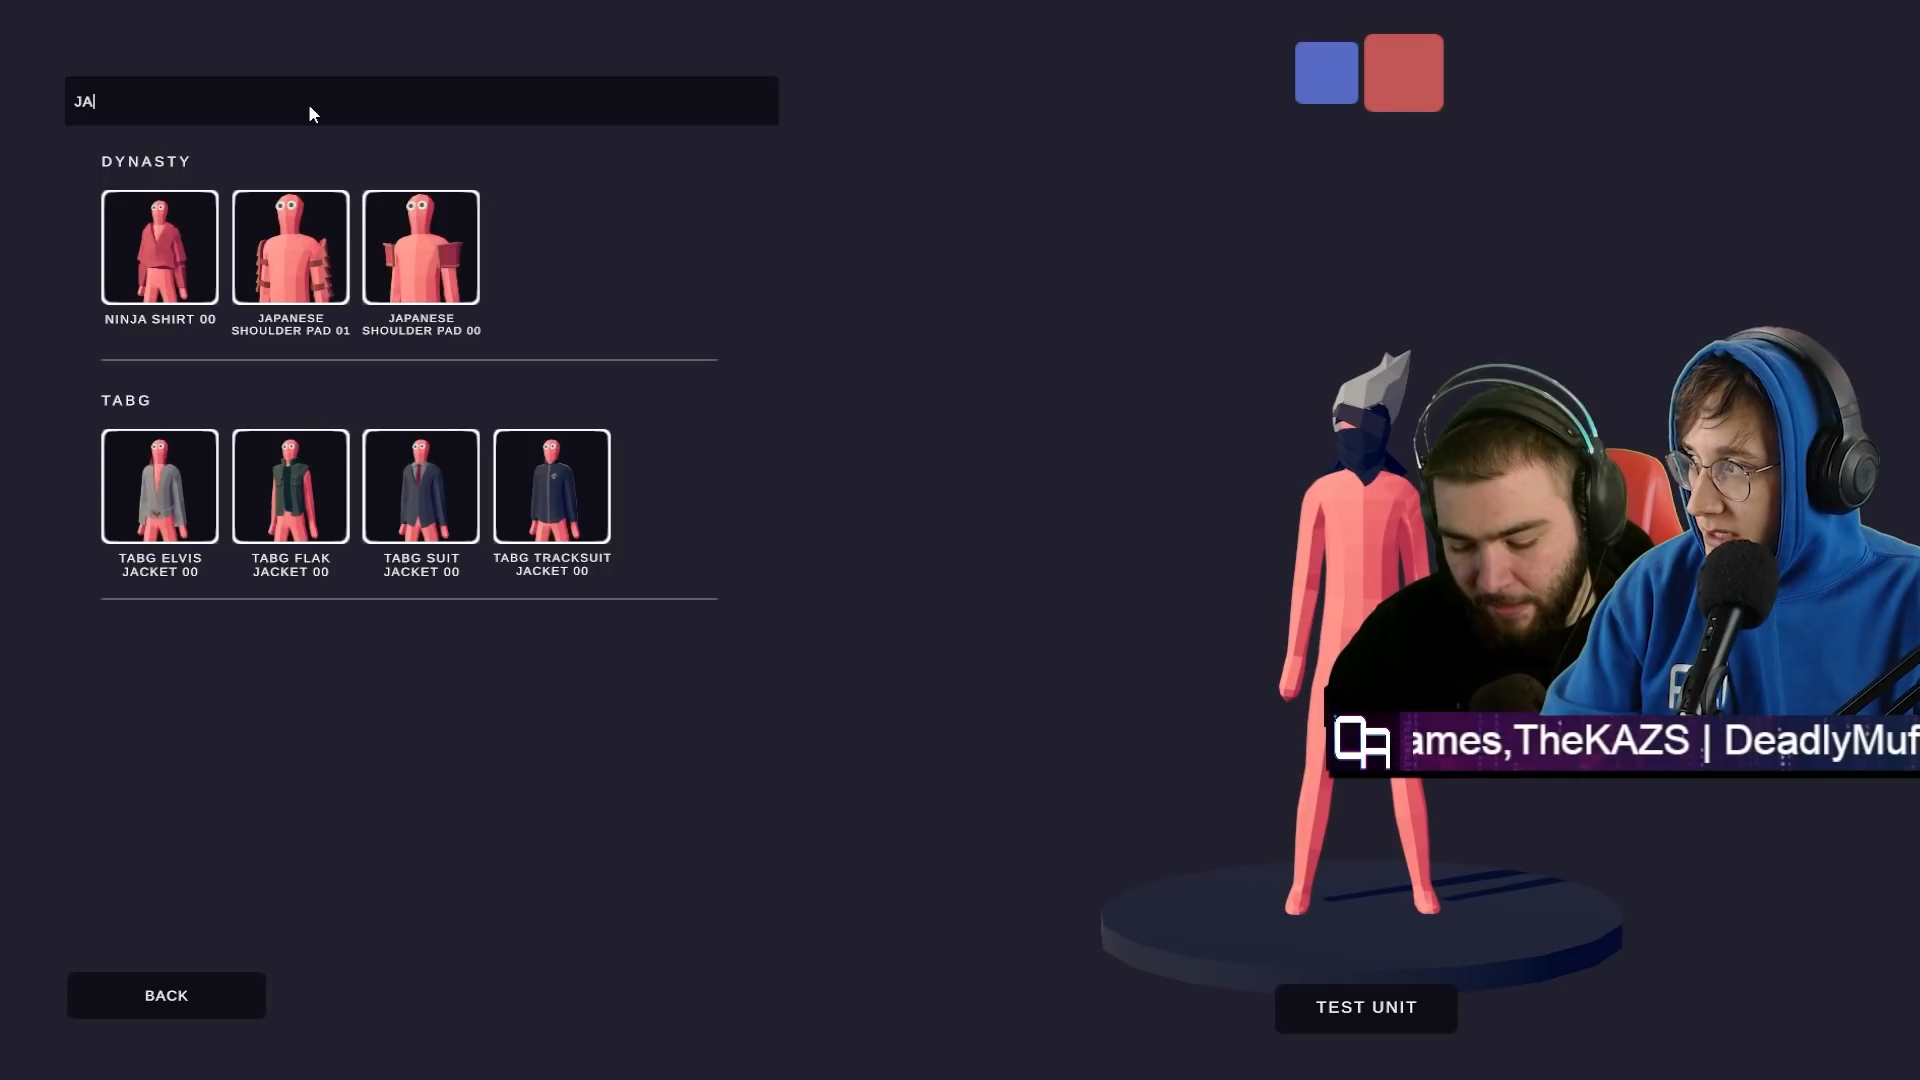 JA
DYNASTY
NINJA SHIRT 00
JAPANESE
SHOULDER PAD 01
JAPANESE
SHOULDER PAD 00
TABG
TABG ELVIS
JACKET 00
TABG FLAK
JACKET 00
TABG SUIT
JACKET 00
TABG TRACKSUIT
JACKET 00
ames,TheKAZS | DeadlyMuf
BACK
TEST UNIT